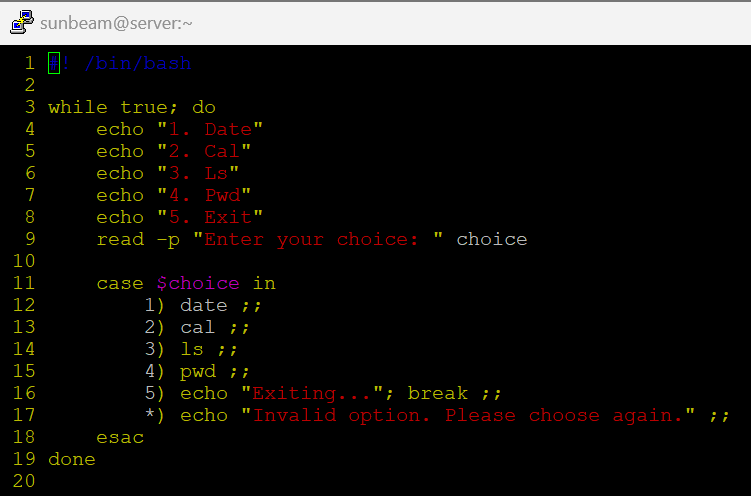 sunbeam@server:~
1 #! /bin/bash
2
3 while true; do
4     echo "1. Date"
5     echo "2. Cal"
6     echo "3. Ls"
7     echo "4. Pwd"
8     echo "5. Exit"
9     read -p "Enter your choice: " choice
10
11     case $choice in
12         1) date ;;
13         2) cal ;;
14         3) ls ;;
15         4) pwd ;;
16         5) echo "Exiting..."; break ;;
17         *) echo "Invalid option. Please choose again." ;;
18     esac
19 done
20